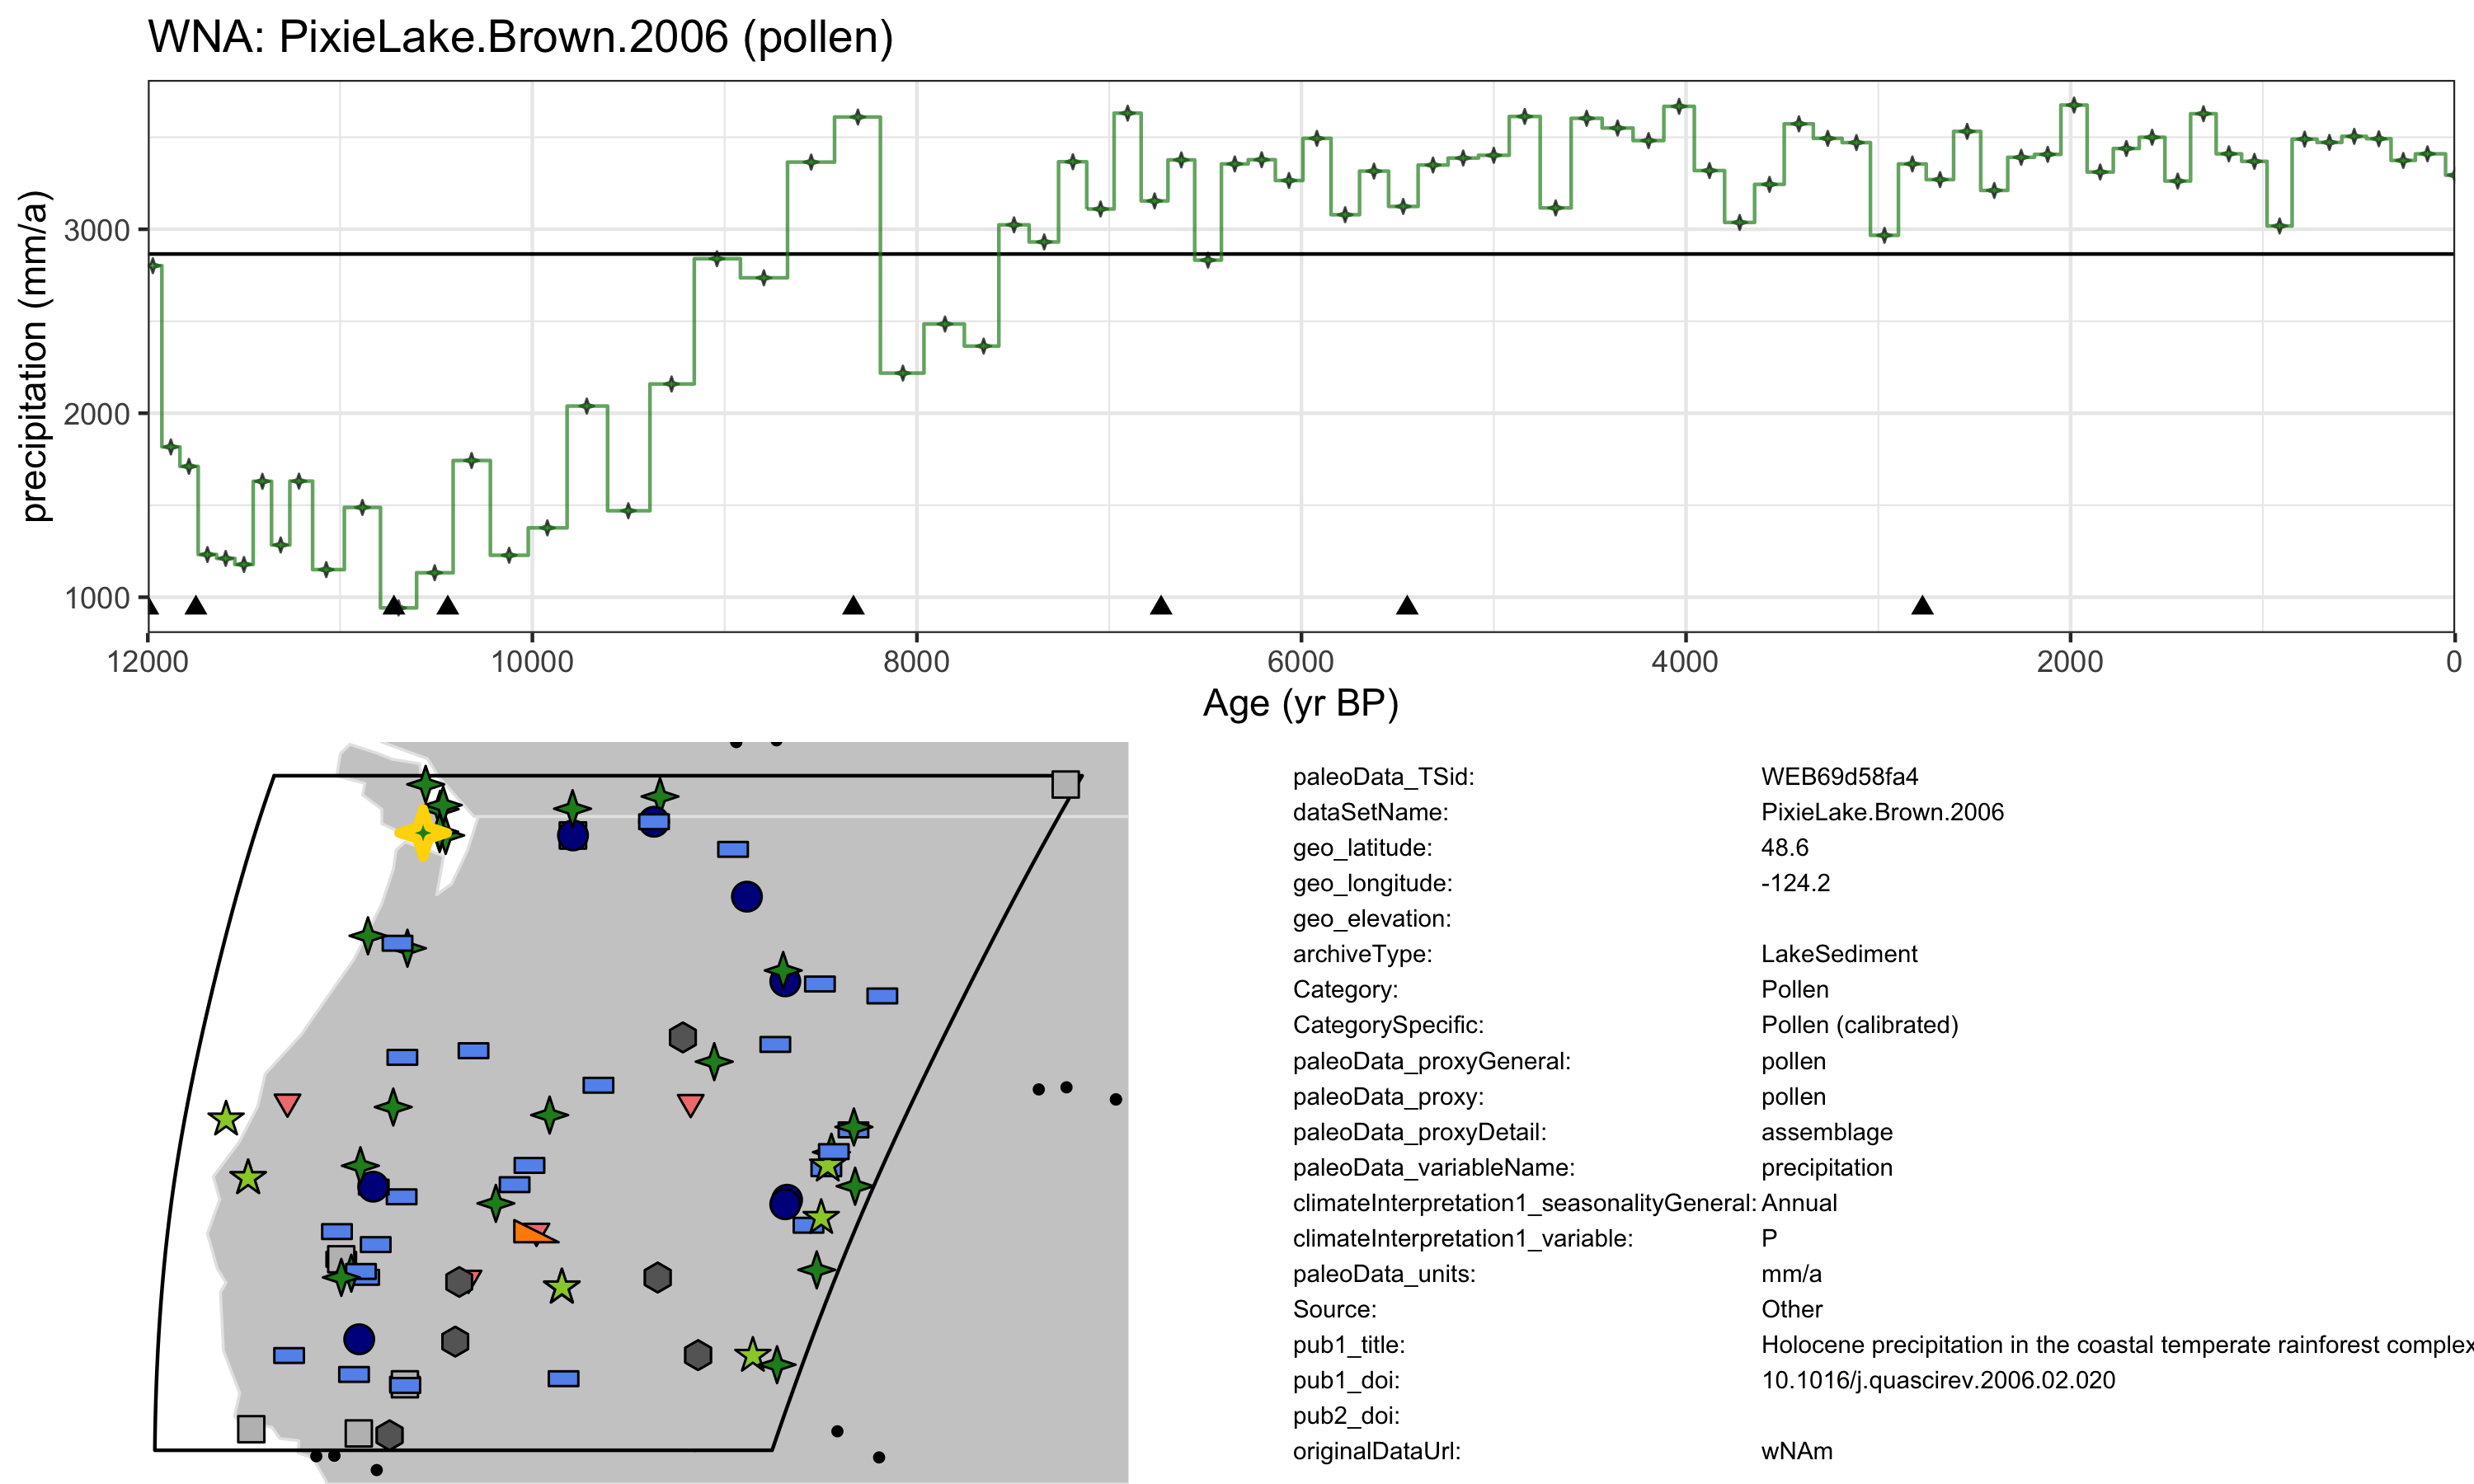 WNA: PixieLake.Brown.2006 (pollen)
precipitation (mm/a)
3000
2000
1000
12000 10000 8000 6000 4000 2000 0
Age (yr BP)
paleoData_TSid: WEB69d58fa4
dataSetName: PixieLake.Brown.2006
geo_latitude: 48.6
geo_longitude: -124.2
geo_elevation:
archiveType: LakeSediment
Category: Pollen
CategorySpecific: Pollen (calibrated)
paleoData_proxyGeneral: pollen
paleoData_proxy: pollen
paleoData_proxyDetail: assemblage
paleoData_variableName: precipitation
climateInterpretation1_seasonalityGeneral: Annual
climateInterpretation1_variable: P
paleoData_units: mm/a
Source: Other
pub1_title: Holocene precipitation in the coastal temperate rainforest complex
pub1_doi: 10.1016/j.quascirev.2006.02.020
pub2_doi:
originalDataUrl: wNAm